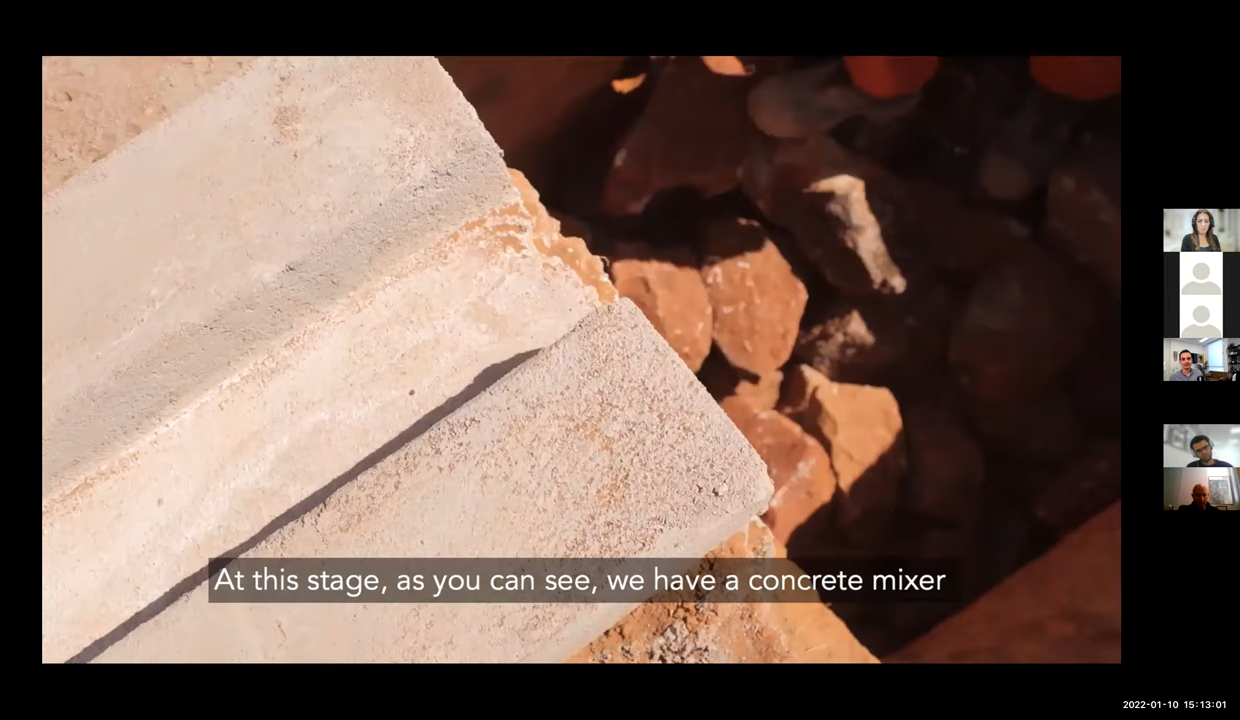 At this stage, as you can see, we have a concrete mixer
2022-01-10 15:13:01